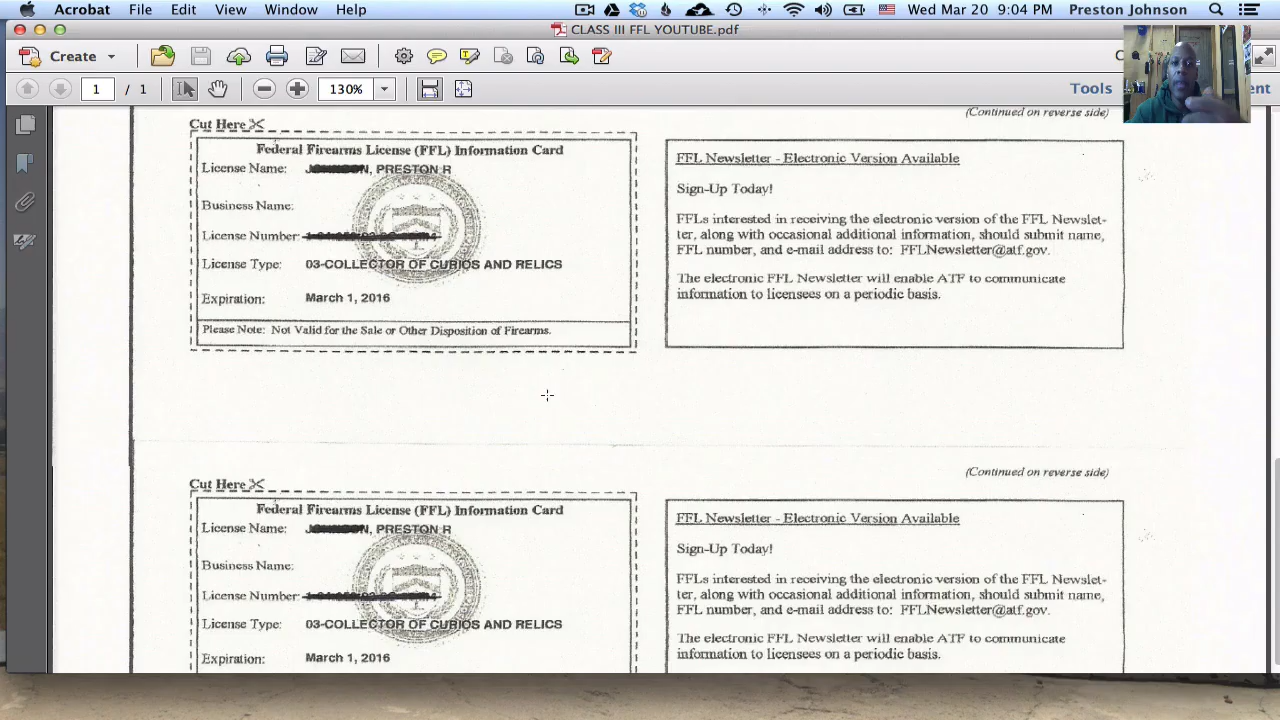 Acrobat File Edit View Window Help Wed Mar 20 9:04 PM Preston Johnson
CLASS III FFL YOUTUBE.pdf
Create
1 / 1 130% Tools
(Continued on reverse side)
Cut Here
Federal Firearms License (FFL) Information Card
License Name: , PRESTON R
Business Name:
License Number:
License Type: 03-COLLECTOR OF CURIOS AND RELICS
Expiration: March 1, 2016
Please Note: Not Valid for the Sale or Other Disposition of Firearms.
FFL Newsletter - Electronic Version Available
Sign-Up Today!
FFLs interested in receiving the electronic version of the FFL Newslet-
ter, along with occasional additional information, should submit name,
FFL number, and e-mail address to: FFLNewsletter@atf.gov.
The electronic FFL Newsletter will enable ATF to communicate
information to licensees on a periodic basis.
(Continued on reverse side)
Cut Here
Federal Firearms License (FFL) Information Card
License Name: , PRESTON R
Business Name:
License Number:
License Type: 03-COLLECTOR OF CURIOS AND RELICS
Expiration: March 1, 2016
FFL Newsletter - Electronic Version Available
Sign-Up Today!
FFLs interested in receiving the electronic version of the FFL Newslet-
ter, along with occasional additional information, should submit name,
FFL number, and e-mail address to: FFLNewsletter@atf.gov.
The electronic FFL Newsletter will enable ATF to communicate
information to licensees on a periodic basis.